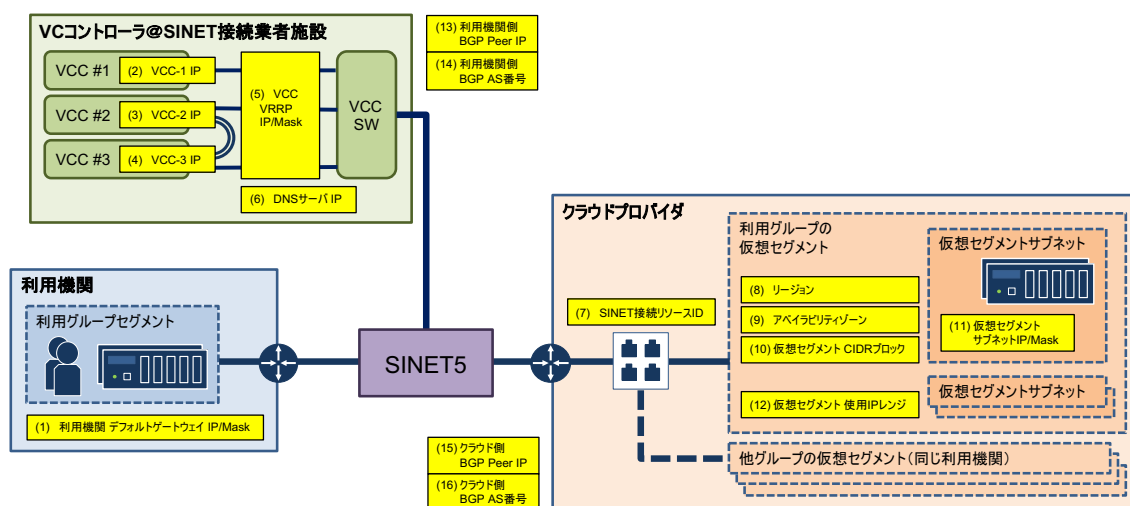 VCコントローラ@SINET接続業者施設
VCC #1
(2) VCC-1 IP
VCC #2
(3) VCC-2 IP
VCC #3
(4) VCC-3 IP
(5) VCC
VRRP
IP/Mask
VCC
SW
(6) DNSサーバ IP
(13) 利用機関側
BGP Peer IP
(14) 利用機関側
BGP AS番号
利用機関
利用グループセグメント
(1) 利用機関 デフォルトゲートウェイ IP/Mask
SINET5
(15) クラウド側
BGP Peer IP
(16) クラウド側
BGP AS番号
クラウドプロバイダ
(7) SINET接続リソースID
利用グループの
仮想セグメント
(8) リージョン
(9) アベイラビリティゾーン
(10) 仮想セグメント CIDRブロック
(12) 仮想セグメント 使用IPレンジ
仮想セグメントサブネット
(11) 仮想セグメント
サブネットIP/Mask
仮想セグメントサブネット
他グループの仮想セグメント(同じ利用機関)